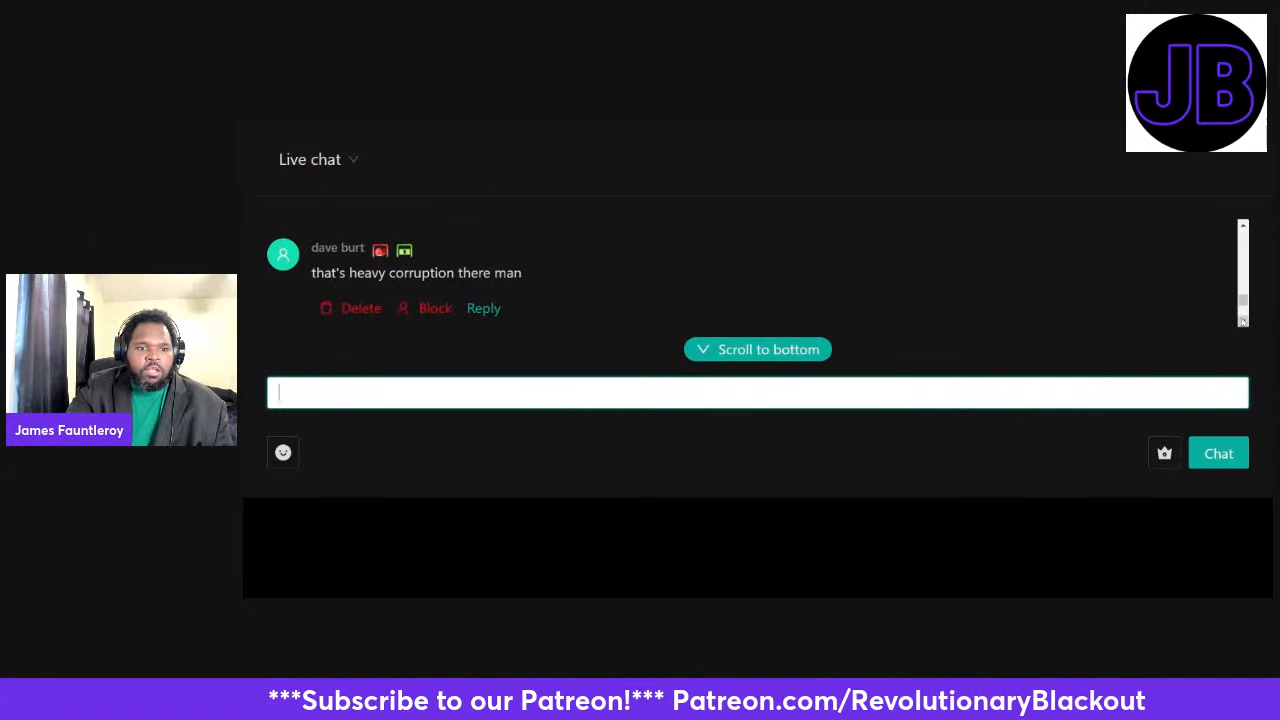 JB
Live chat
dave burt
that's heavy corruption there man
Delete Block Reply
Scroll to bottom
James Fauntleroy
Chat
***Subscribe to our Patreon!*** Patreon.com/RevolutionaryBlackout